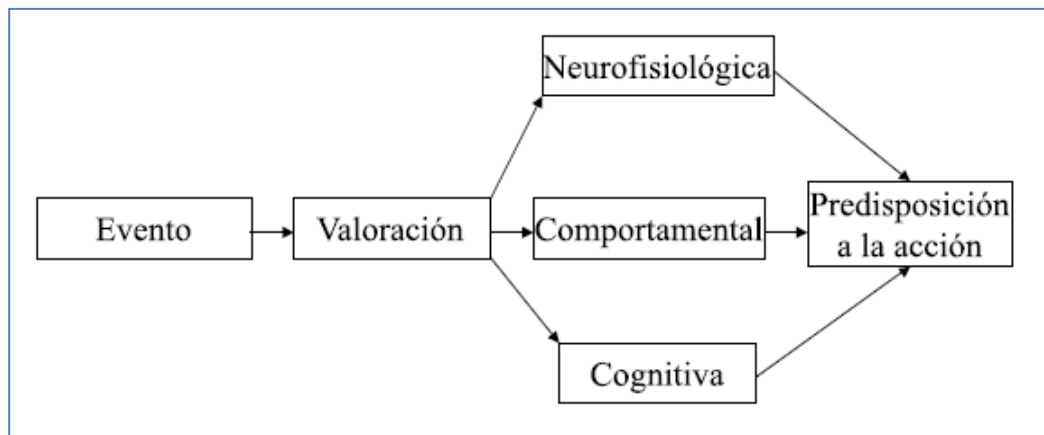 Neurofisiológica
Evento
Valoración
Comportamental
Predisposición
a la acción
Cognitiva